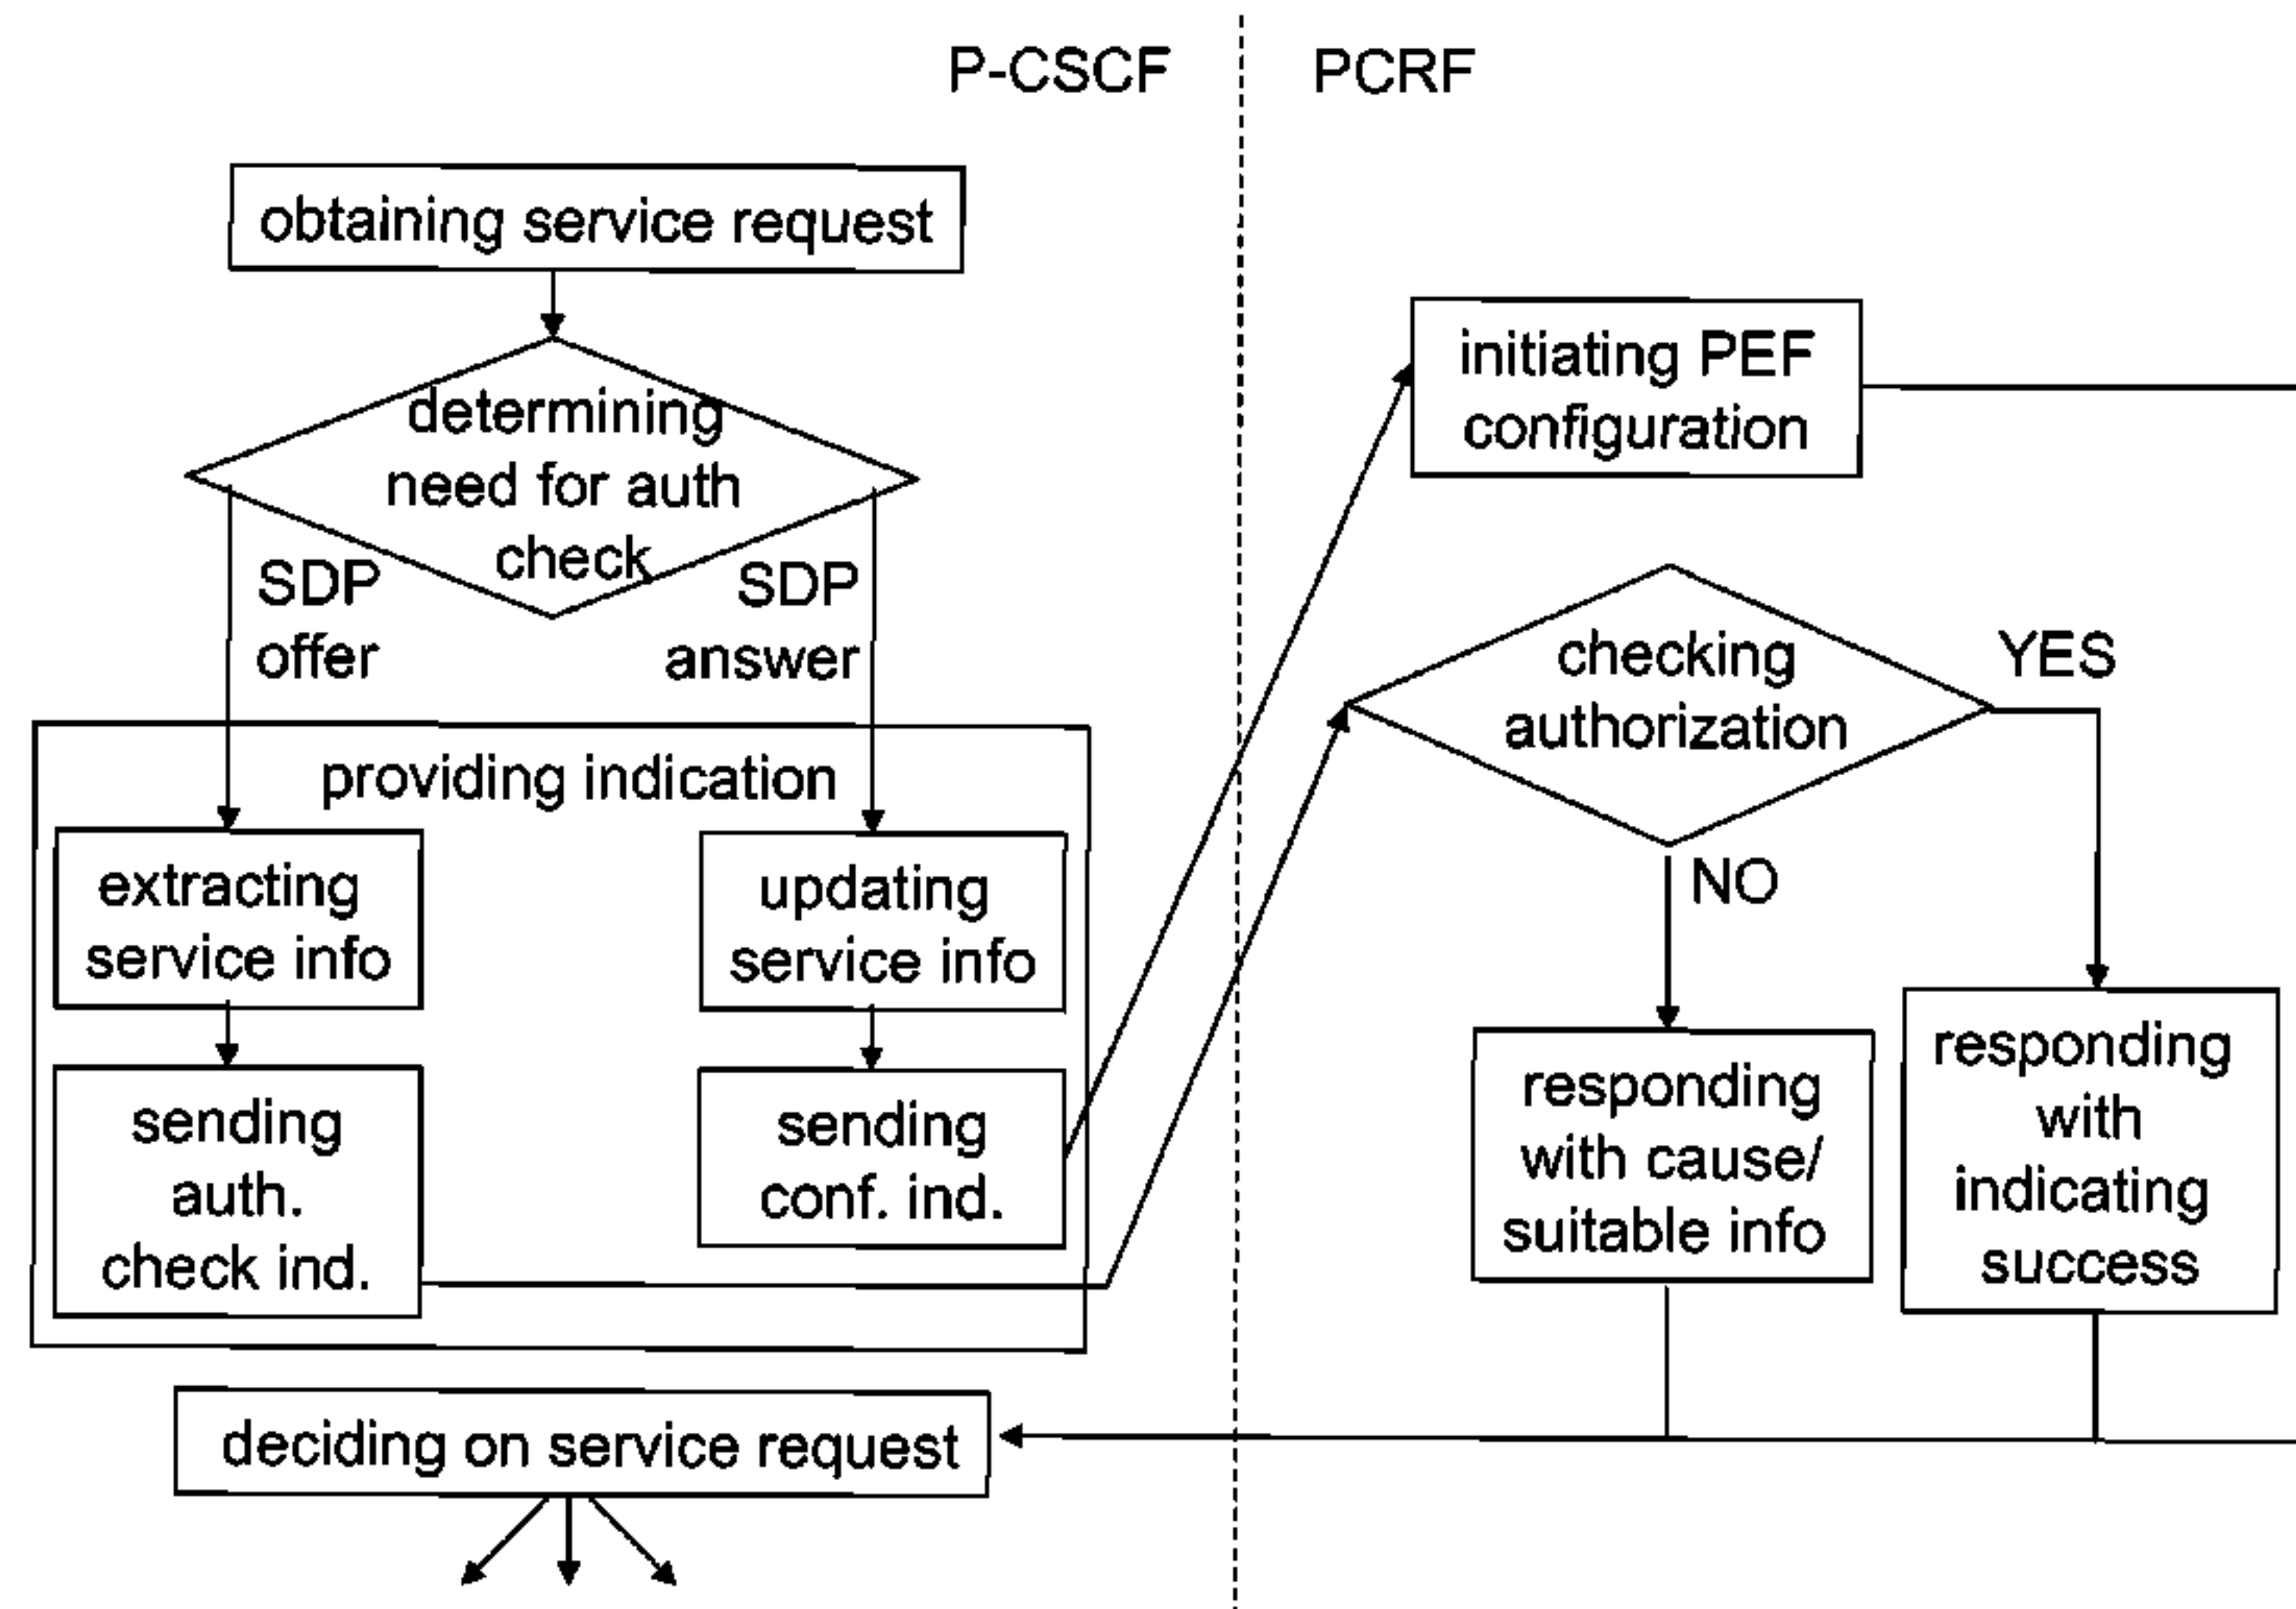 P-CSCF
PCRF
obtaining service request
determining
need for auth
check
SDP
offer
SDP
answer
providing indication
extracting
service info
updating
service info
sending
auth.
check ind.
sending
conf. ind.
deciding on service request
initiating PEF
configuration
checking
authorization
YES
NO
responding
with cause/
suitable info
responding
with
indicating
success